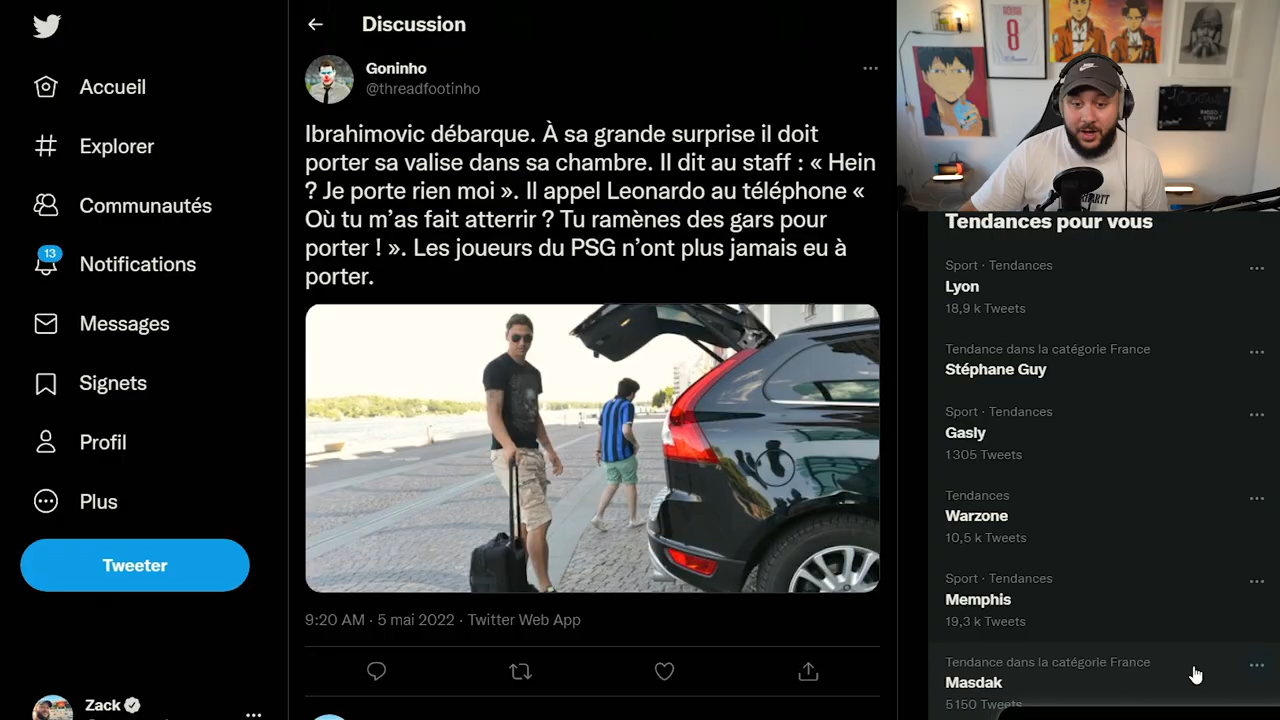 Accueil
Explorer
Communautés
13
Notifications
Messages
Signets
Profil
Plus
Tweeter
Zack
Discussion
Goninho
@threadfootinho
Ibrahimovic débarque. À sa grande surprise il doit
porter sa valise dans sa chambre. Il dit au staff : « Hein
? Je porte rien moi ». Il appel Leonardo au téléphone «
Où tu m’as fait atterrir ? Tu ramènes des gars pour
porter ! ». Les joueurs du PSG n’ont plus jamais eu à
porter.
9:20 AM · 5 mai 2022 · Twitter Web App
8
Tendances pour vous
Sport · Tendances
Lyon
18,9 k Tweets
Tendance dans la catégorie France
Stéphane Guy
Sport · Tendances
Gasly
1 305 Tweets
Tendances
Warzone
10,5 k Tweets
Sport · Tendances
Memphis
19,3 k Tweets
Tendance dans la catégorie France
Masdak
5 150 Tweets